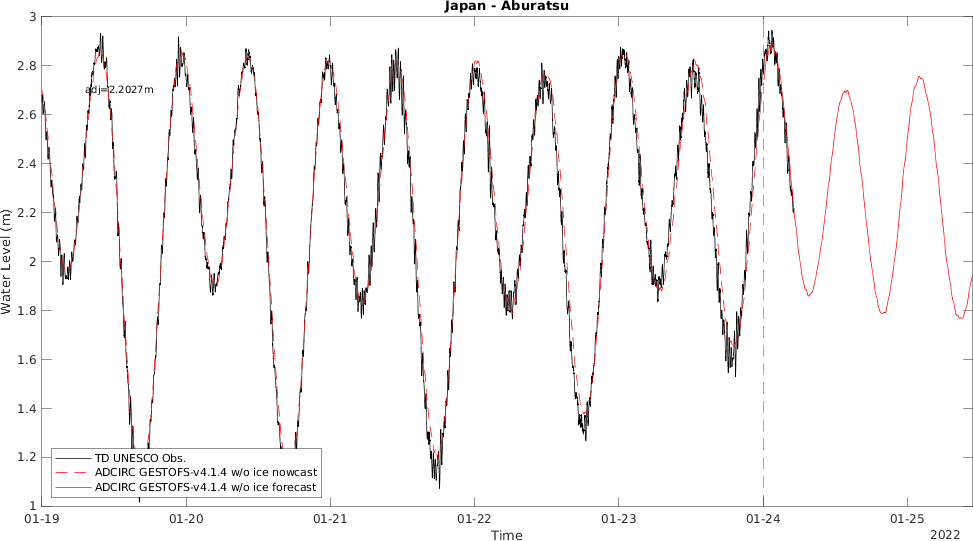 Japan - Aburatsu
3
2.8
adj=2.2027m
2.6
2.4
2.2
2
1.8
1.6
1.4
1.2
1
Water Level (m)
TD UNESCO Obs.
ADCIRC GESTOFS-v4.1.4 w/o ice nowcast
ADCIRC GESTOFS-v4.1.4 w/o ice forecast
01-19 01-20 01-21 01-22 01-23 01-24 01-25
Time
2022